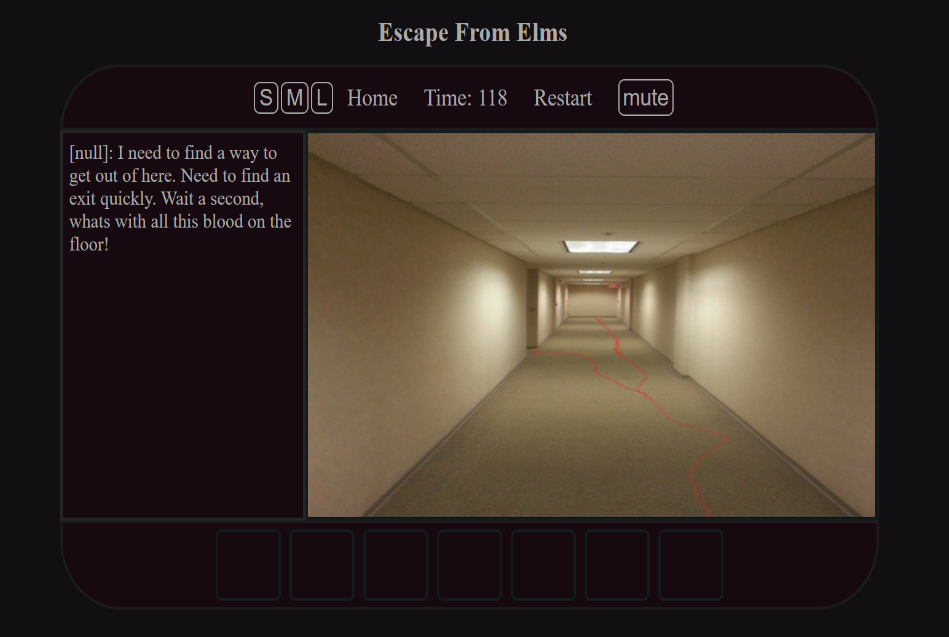 Escape From Elms
S M L Home Time: 118 Restart mute
[null]: I need to find a way to
get out of here. Need to find an
exit quickly. Wait a second,
whats with all this blood on the
floor!